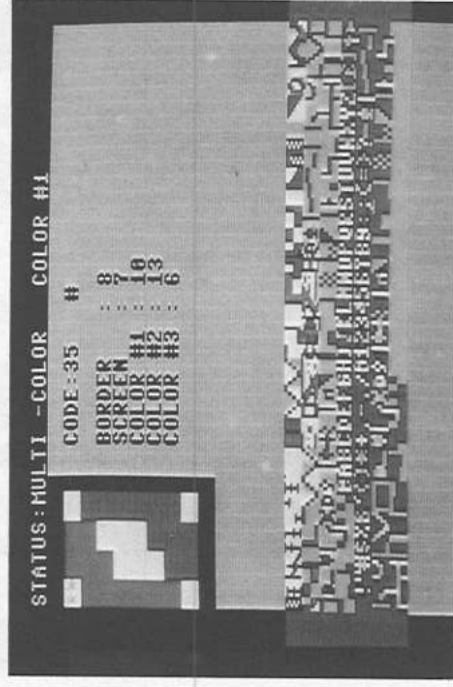 STATUS:MULTI -COLOR COLOR #1
CODE:35 #
BORDER : 8
SCREEN : 7
COLOR #1 : 10
COLOR #2 : 13
COLOR #3 : 6